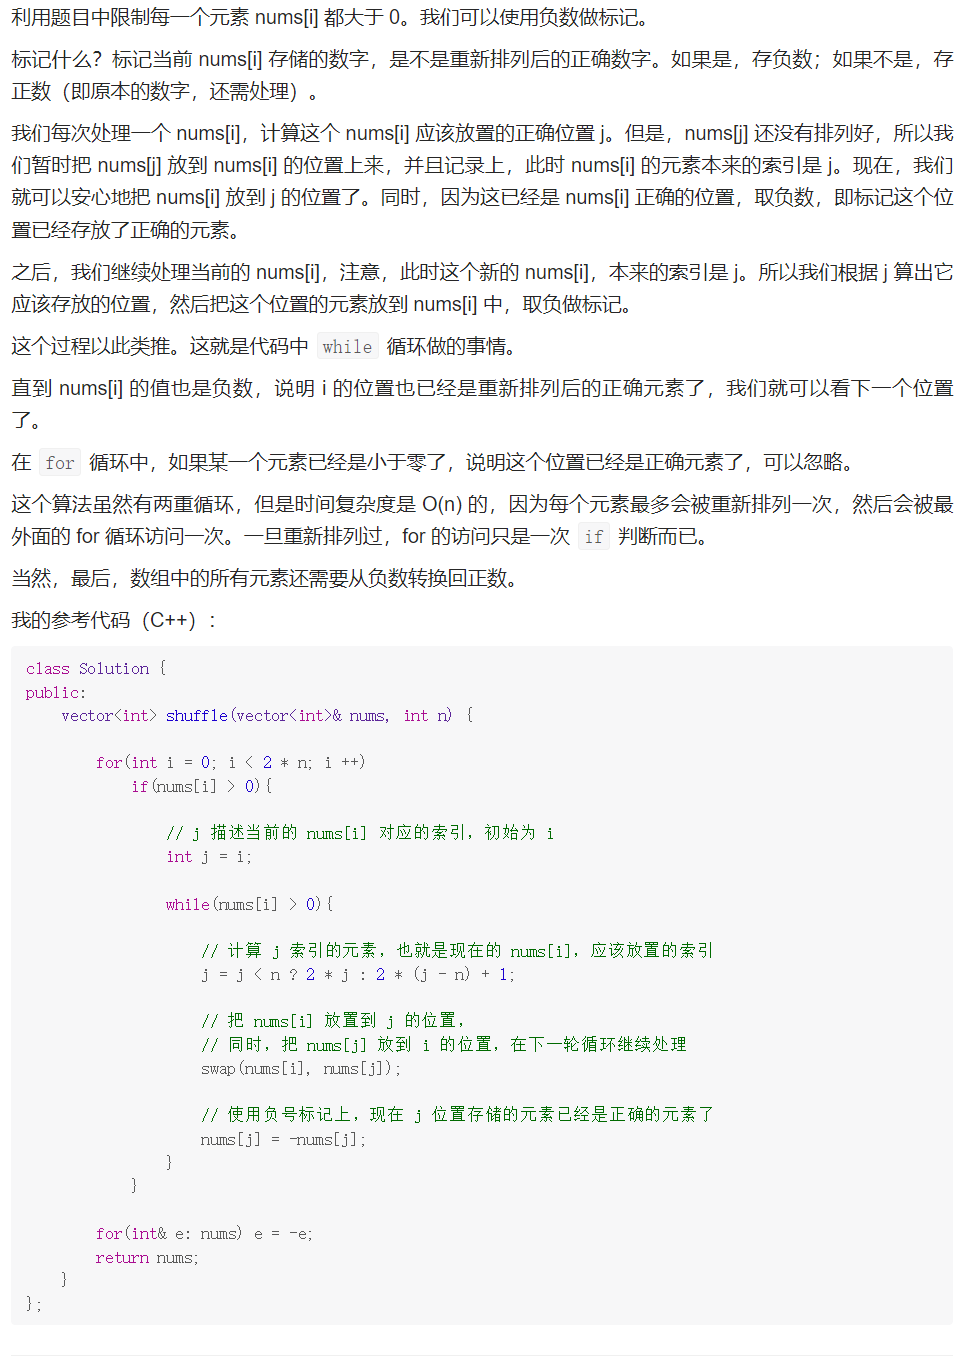 利用题目中限制每一个元素 nums[i] 都大于 0。我们可以使用负数做标记。
标记什么？标记当前 nums[i] 存储的数字，是不是重新排列后的正确数字。如果是，存负数；如果不是，存
正数（即原本的数字，还需处理）。
我们每次处理一个 nums[i]，计算这个 nums[i] 应该放置的正确位置 j。但是，nums[j] 还没有排列好，所以我
们暂时把 nums[j] 放到 nums[i] 的位置上来，并且记录上，此时 nums[i] 的元素本来的索引是 j。现在，我们
就可以安心地把 nums[i] 放到 j 的位置了。同时，因为这已经是 nums[i] 正确的位置，取负数，即标记这个位
置已经存放了正确的元素。
之后，我们继续处理当前的 nums[i]，注意，此时这个新的 nums[i]，本来的索引是 j。所以我们根据 j 算出它
应该存放的位置，然后把这个位置的元素放到 nums[i] 中，取负做标记。
这个过程以此类推。这就是代码中 while 循环做的事情。
直到 nums[i] 的值也是负数，说明 i 的位置也已经是重新排列后的正确元素了，我们就可以看下一个位置
了。
在 for 循环中，如果某一个元素已经是小于零了，说明这个位置已经是正确元素了，可以忽略。
这个算法虽然有两重循环，但是时间复杂度是 O(n) 的，因为每个元素最多会被重新排列一次，然后会被最
外面的 for 循环访问一次。一旦重新排列过，for 的访问只是一次 if 判断而已。
当然，最后，数组中的所有元素还需要从负数转换回正数。
我的参考代码（C++）：
class Solution {
public:
    vector<int> shuffle(vector<int>& nums, int n) {
        for(int i = 0; i < 2 * n; i ++)
            if(nums[i] > 0){
                // j 描述当前的 nums[i] 对应的索引，初始为 i
                int j = i;
                while(nums[i] > 0){
                    // 计算 j 索引的元素，也就是现在的 nums[i]，应该放置的索引
                    j = j < n ? 2 * j : 2 * (j - n) + 1;
                    // 把 nums[i] 放置到 j 的位置，
                    // 同时，把 nums[j] 放到 i 的位置，在下一轮循环继续处理
                    swap(nums[i], nums[j]);
                    // 使用负号标记上，现在 j 位置存储的元素已经是正确的元素了
                    nums[j] = -nums[j];
                }
            }
        for(int& e: nums) e = -e;
        return nums;
    }
};